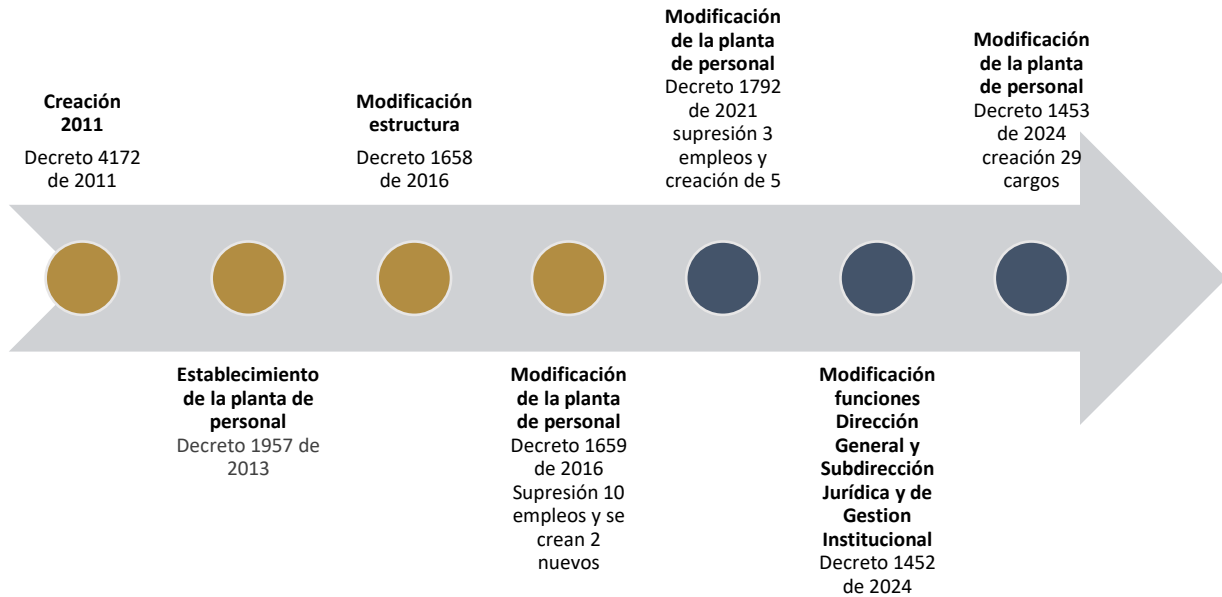 Creación
2011
Decreto 4172
de 2011
Establecimiento
de la planta de
personal
Decreto 1957 de
2013
Modificación
estructura
Decreto 1658
de 2016
Modificación
de la planta
de personal
Decreto 1659
de 2016
Supresión 10
empleos y se
crean 2
nuevos
Modificación
de la planta
de personal
Decreto 1792
de 2021
supresión 3
empleos y
creación de 5
Modificación
funciones
Dirección
General y
Subdirección
Jurídica y de
Gestion
Institucional
Decreto 1452
de 2024
Modificación
de la planta
de personal
Decreto 1453
de 2024
creación 29
cargos